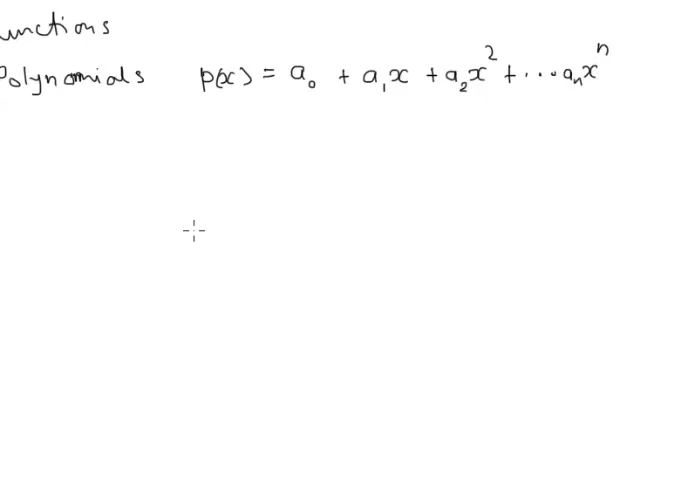 unctions
Polynomials p(x) = a₀ + a₁x + a₂x² + ... aₙxⁿ